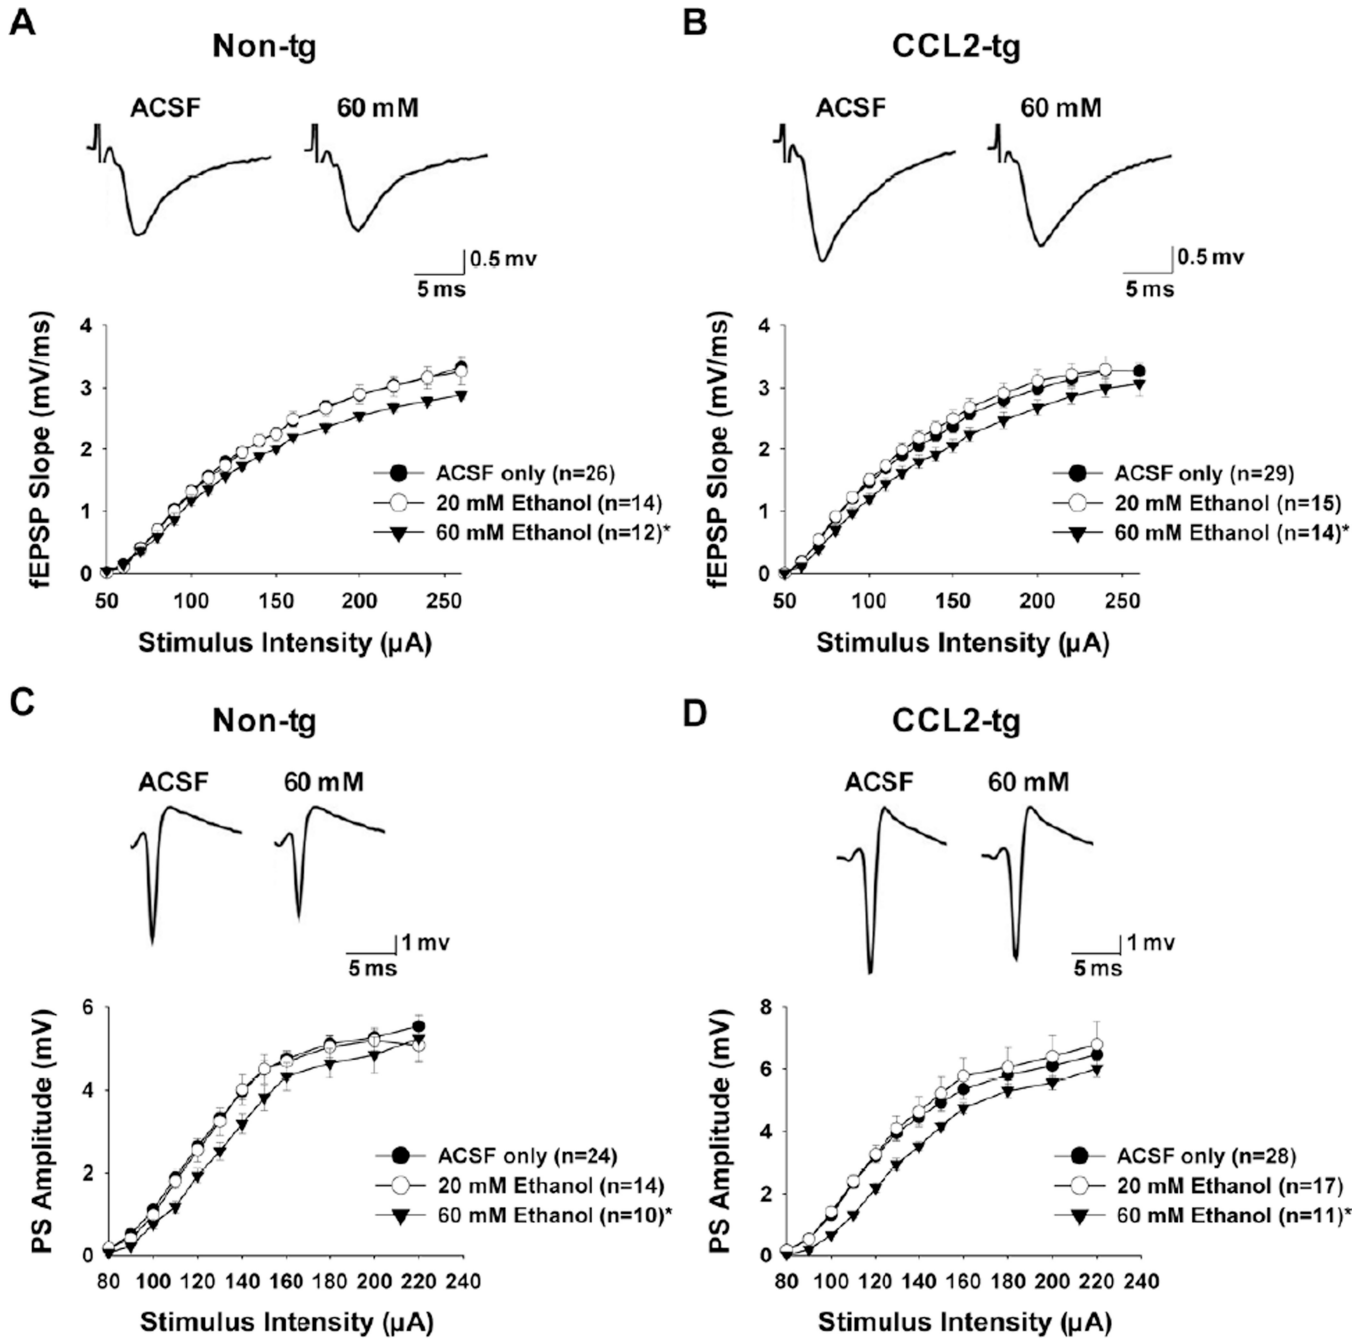 A
Non-tg
ACSF
60 mM
0.5 mv
5 ms
fEPSP Slope (mV/ms)
4
3
2
1
0
ACSF only (n=26)
20 mM Ethanol (n=14)
60 mM Ethanol (n=12)*
50 100 150 200 250
Stimulus Intensity (µA)
B
CCL2-tg
ACSF
60 mM
0.5 mv
5 ms
fEPSP Slope (mV/ms)
4
3
2
1
0
ACSF only (n=29)
20 mM Ethanol (n=15)
60 mM Ethanol (n=14)*
50 100 150 200 250
Stimulus Intensity (µA)
C
Non-tg
ACSF
60 mM
1 mv
5 ms
PS Amplitude (mV)
6
4
2
0
ACSF only (n=24)
20 mM Ethanol (n=14)
60 mM Ethanol (n=10)*
80 100 120 140 160 180 200 220 240
Stimulus Intensity (µA)
D
CCL2-tg
ACSF
60 mM
1 mv
5 ms
PS Amplitude (mV)
8
6
4
2
0
ACSF only (n=28)
20 mM Ethanol (n=17)
60 mM Ethanol (n=11)*
80 100 120 140 160 180 200 220 240
Stimulus Intensity (µA)